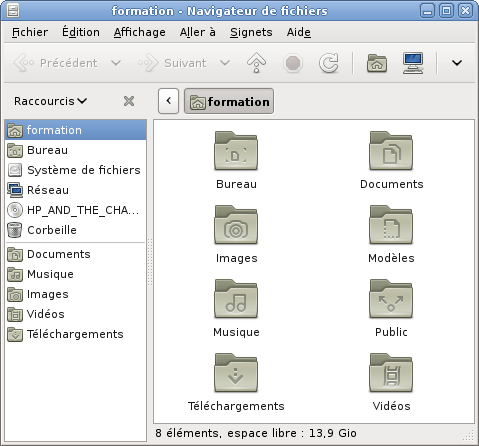 formation - Navigateur de fichiers
Fichier Édition Affichage Aller à Signets Aide
Précédent Suivant
Raccourcis formation
formation
Bureau
Système de fichiers
Réseau
HP_AND_THE_CHA...
Corbeille
Documents
Musique
Images
Vidéos
Téléchargements
Bureau Documents
Images Modèles
Musique Public
Téléchargements Vidéos
8 éléments, espace libre : 13,9 Gio